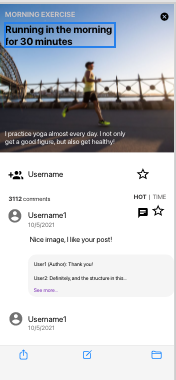 MORNING EXERCISE
Running in the morning
for 30 minutes
I practice yoga almost every day. I not only
get a good figure, but also get healthy!
Username
3112 comments
HOT | TIME
Username1
10/5/2021
Nice image, I like your post!
User1 (Author): Thank you!
User2: Definitely, and the structure in this..
See more...
Username1
10/5/2021